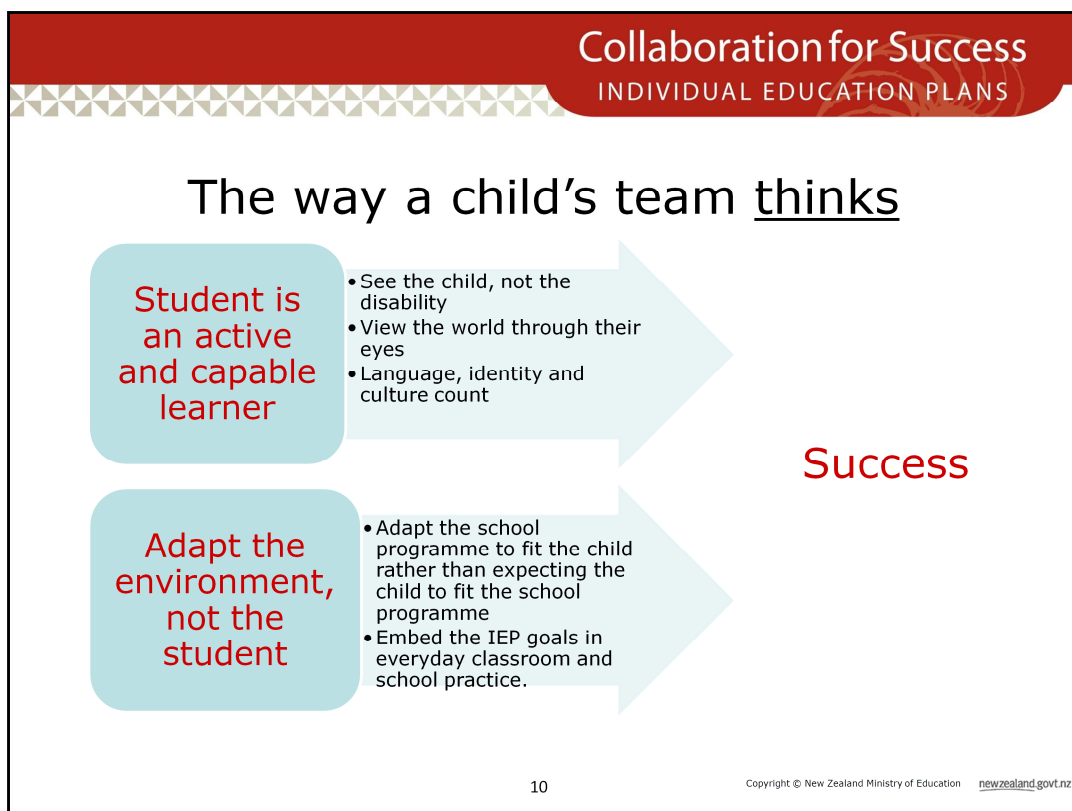 Collaboration for Success
INDIVIDUAL EDUCATION PLANS
The way a child’s team thinks
Student is
an active
and capable
learner
• See the child, not the
disability
• View the world through their
eyes
• Language, identity and
culture count
Success
Adapt the
environment,
not the
student
• Adapt the school
programme to fit the child
rather than expecting the
child to fit the school
programme
• Embed the IEP goals in
everyday classroom and
school practice.
10
Copyright © New Zealand Ministry of Education
newzealand.govt.nz